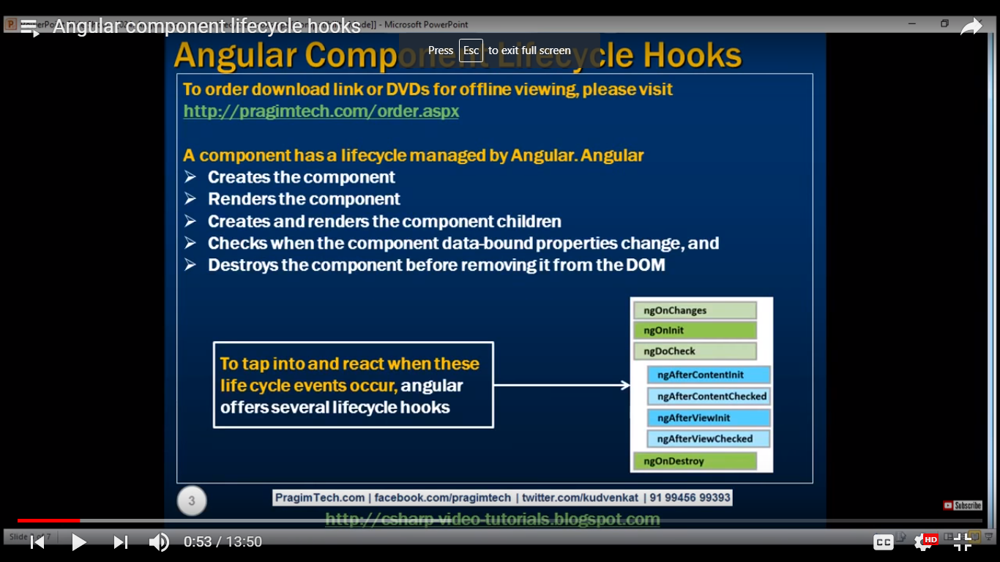 Angular component lifecycle hooks
- Microsoft PowerPoint
Press Esc to exit full screen
Angular Component Lifecycle Hooks
To order download link or DVDs for offline viewing, please visit
http://pragimtech.com/order.aspx
A component has a lifecycle managed by Angular. Angular
Creates the component
Renders the component
Creates and renders the component children
Checks when the component data-bound properties change, and
Destroys the component before removing it from the DOM
To tap into and react when these
life cycle events occur, angular
offers several lifecycle hooks
ngOnChanges
ngOnInit
ngDoCheck
ngAfterContentInit
ngAfterContentChecked
ngAfterViewInit
ngAfterViewChecked
ngOnDestroy
3
PragimTech.com | facebook.com/pragimtech | twitter.com/kudvenkat | 91 99456 99393
Subscribe
http://csharp-video-tutorials.blogspot.com
Slide of 7
0:53 / 13:50
CC
HD